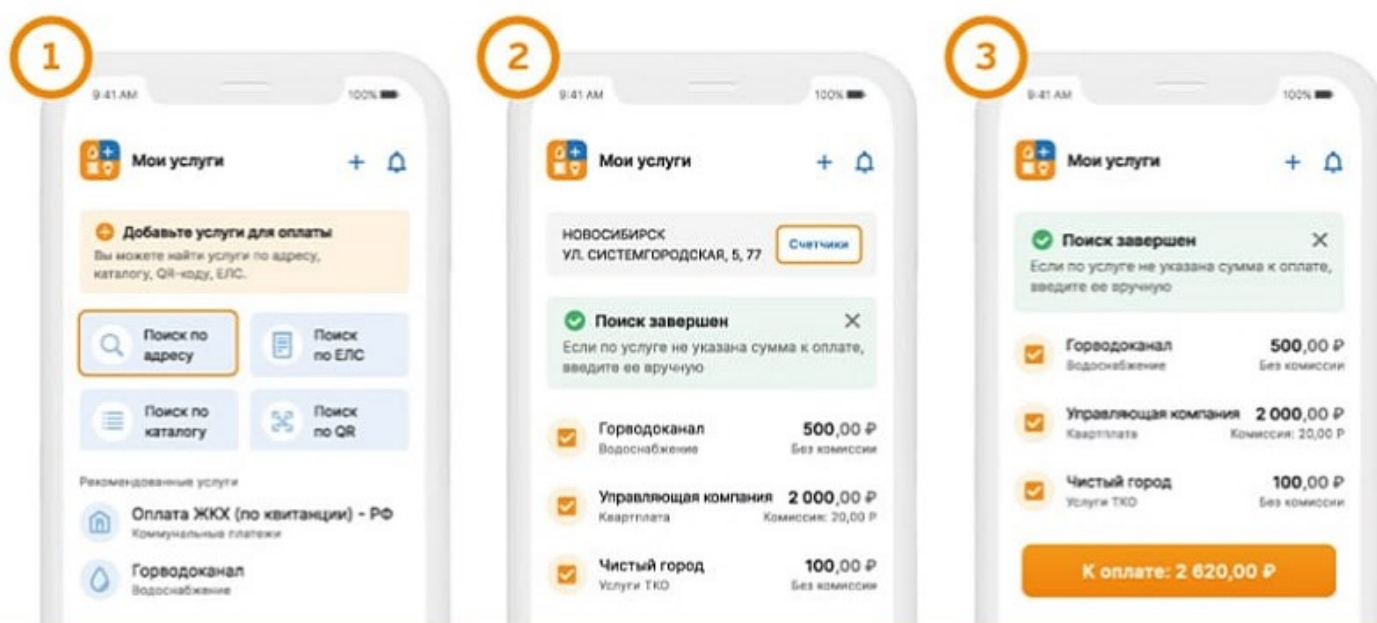 1
9:41 AM
100%
Мои услуги
Добавьте услуги для оплаты
Вы можете найти услуги по адресу,
каталогу, QR-коду, ЕЛС.
Поиск по
адресу
Поиск
по ЕЛС
Поиск по
каталогу
Поиск
по QR
Рекомендованные услуги
Оплата ЖКХ (по квитанции) - РФ
Коммунальные платежи
Горводоканал
Водоснабжение
2
9:41 AM
100%
Мои услуги
НОВОСИБИРСК
УЛ. СИСТЕМГОРОДСКАЯ, 5, 77
Счетчики
Поиск завершен
Если по услуге не указана сумма к оплате,
введите ее вручную
Горводоканал 500,00 ₽
Водоснабжение Без комиссии
Управляющая компания 2 000,00 ₽
Квартплата Комиссия: 20,00 Р
Чистый город 100,00 ₽
Услуги ТКО Без комиссии
3
9:41 AM
100%
Мои услуги
Поиск завершен
Если по услуге не указана сумма к оплате,
введите ее вручную
Горводоканал 500,00 ₽
Водоснабжение Без комиссии
Управляющая компания 2 000,00 ₽
Квартплата Комиссия: 20,00 Р
Чистый город 100,00 ₽
Услуги ТКО Без комиссии
К оплате: 2 620,00 ₽